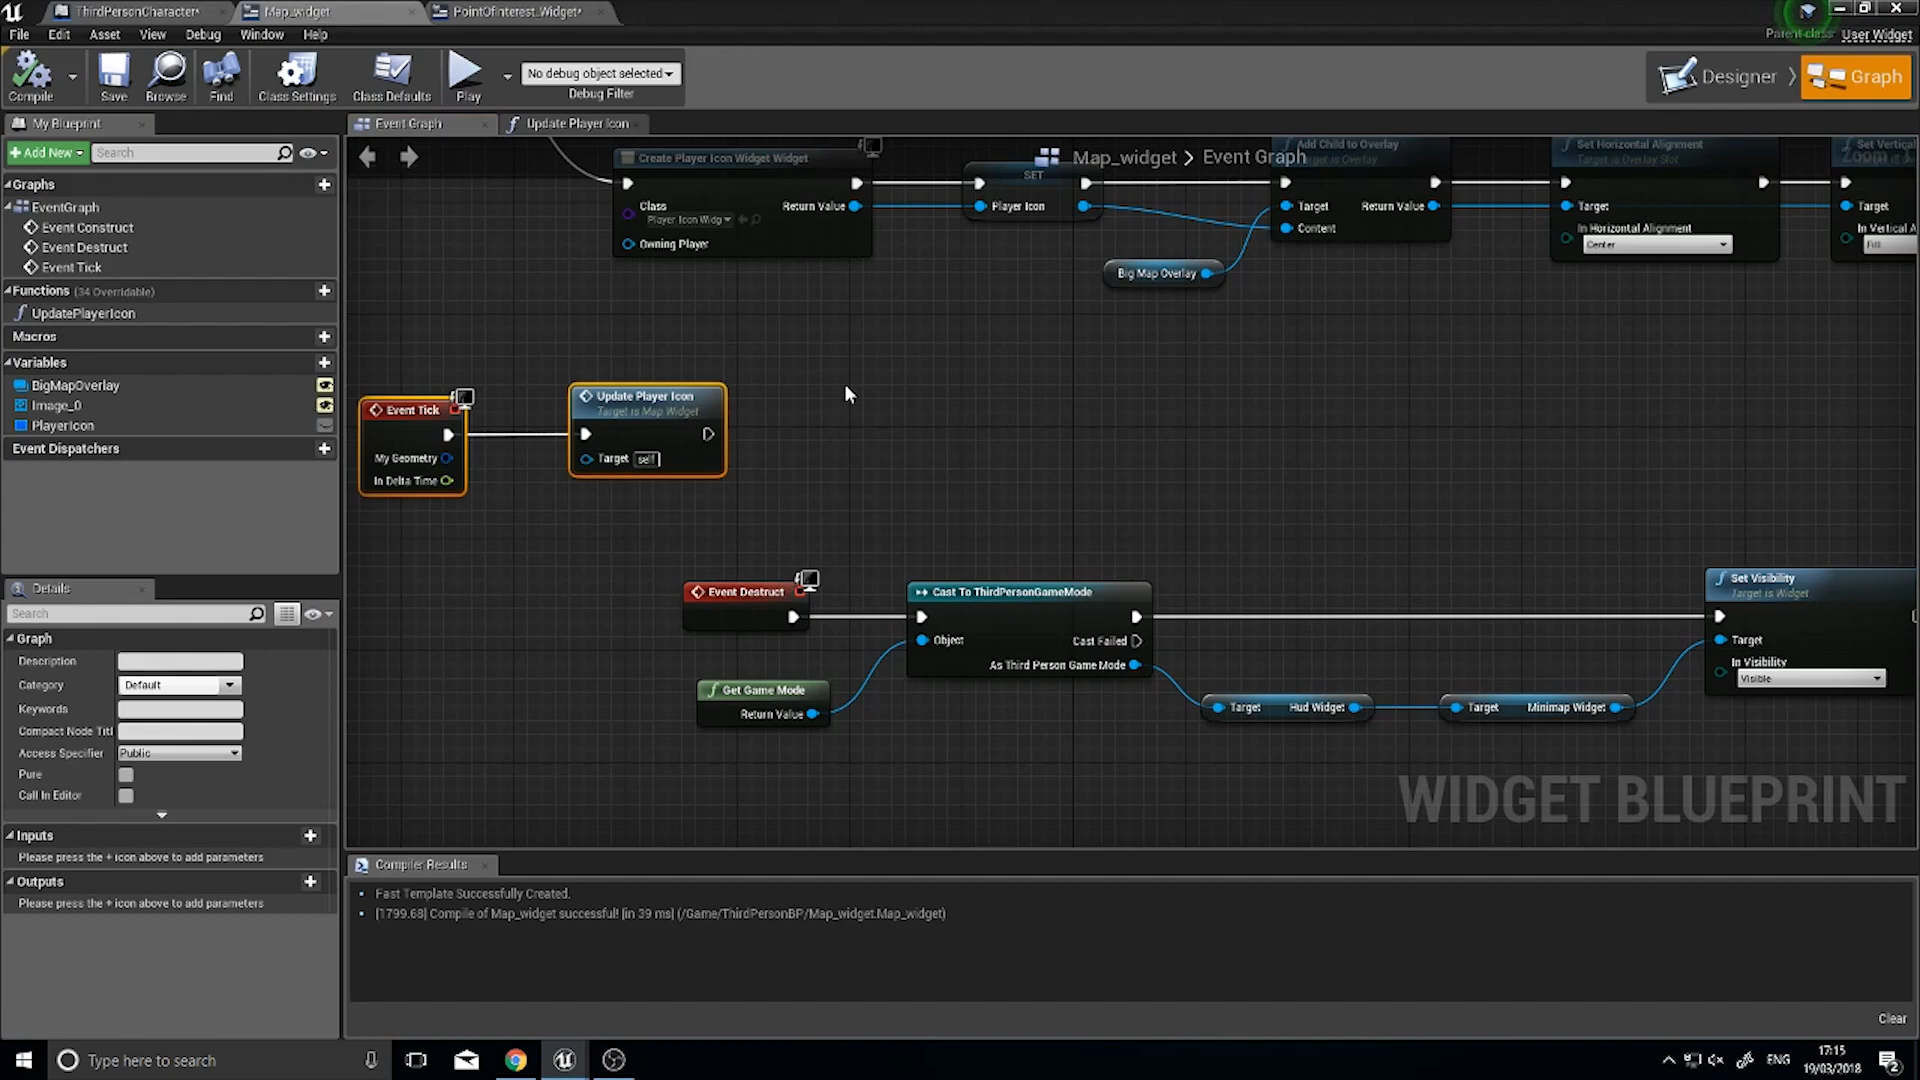 ThirdPersonCharacter*
Map_widget
PointOfInterest_Widget*
File Edit Asset View Debug Window Help
Parent class: User Widget
Compile
Save
Browse
Find
Class Settings
Class Defaults
Play
No debug object selected
Debug Filter
Designer
Graph
My Blueprint
Event Graph
Update Player Icon
+ Add New
Search
Map_widget > Event Graph
Graphs
EventGraph
Event Construct
Event Destruct
Event Tick
Functions (34 Overridable)
UpdatePlayerIcon
Macros
Variables
BigMapOverlay
Image_0
PlayerIcon
Event Dispatchers
Create Player Icon Widget Widget
Class
Player Icon Widg
Return Value
Owning Player
SET
Player Icon
Add Child to Overlay
Target is Overlay
Target
Return Value
Content
Big Map Overlay
Set Horizontal Alignment
Target is Overlay Slot
Target
In Horizontal Alignment
Center
Set Vertical
Target
In Vertical A
Fill
Event Tick
My Geometry
In Delta Time
Update Player Icon
Target is Map Widget
Target self
Event Destruct
Get Game Mode
Return Value
Cast To ThirdPersonGameMode
Object
Cast Failed
As Third Person Game Mode
Target Hud Widget
Target Minimap Widget
Set Visibility
Target is Widget
Target
In Visibility
Visible
WIDGET BLUEPRINT
Details
Search
Graph
Description
Category Default
Keywords
Compact Node Titl
Access Specifier Public
Pure
Call In Editor
Inputs
Please press the + icon above to add parameters
Outputs
Please press the + icon above to add parameters
Compiler Results
Fast Template Successfully Created.
[1799.68] Compile of Map_widget successful! [in 39 ms] (/Game/ThirdPersonBP/Map_widget.Map_widget)
Clear
Type here to search
ENG
17:15
19/03/2018
2